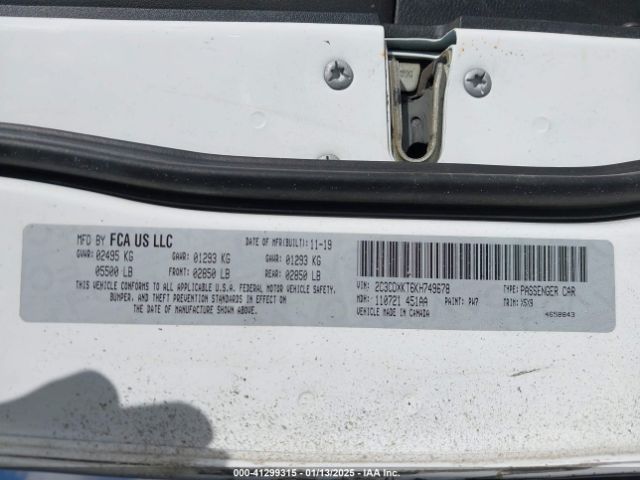 MFD BY FCA US LLC
DATE OF MFR(BUILT): 11-19
GVWR: 02495 KG
GAWR: 01293 KG
GAWR: 01293 KG
05500 LB
FRONT: 02850 LB
REAR: 02850 LB
THIS VEHICLE CONFORMS TO ALL APPLICABLE U.S.A. FEDERAL MOTOR VEHICLE SAFETY,
BUMPER, AND THEFT PREVENTION STANDARDS IN EFFECT ON
THE DATE OF MANUFACTURE SHOWN ABOVE.
VIN: 2C3CDXKT6KH749678
TYPE: PASSENGER CAR
MDH: 110721 451AA
PAINT: PW7
TRIM: X5X9
VEHICLE MADE IN CANADA
4658843
000-41299315 - 01/13/2025 - IAA Inc.